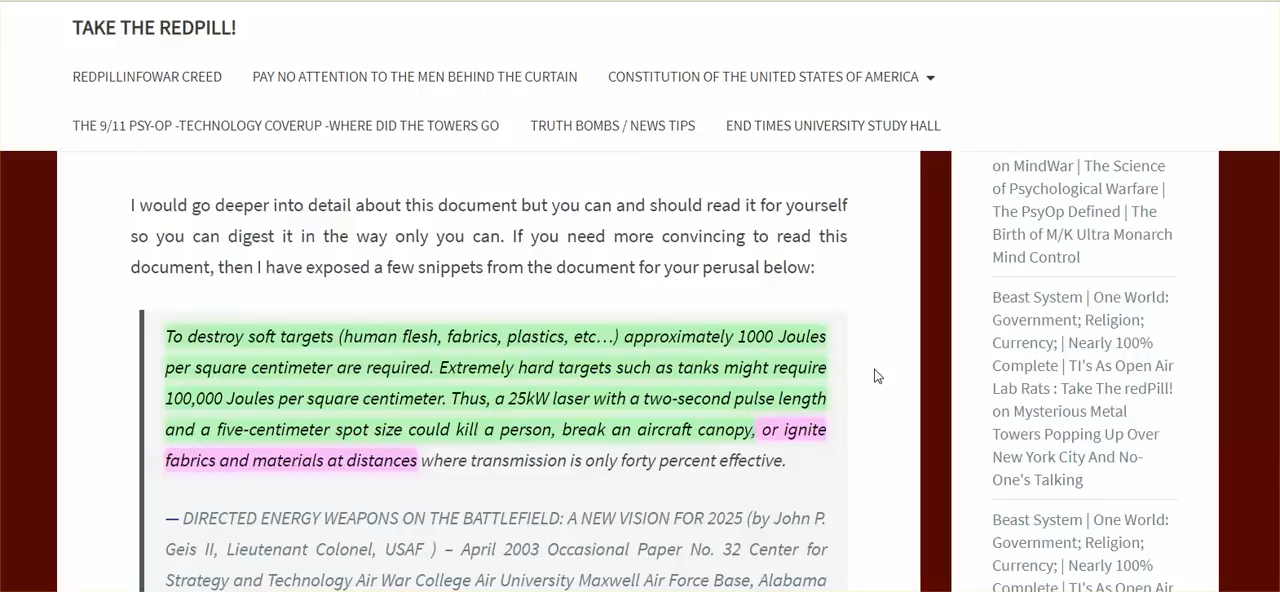 TAKE THE REDPILL!
REDPILLINFOWAR CREED
PAY NO ATTENTION TO THE MEN BEHIND THE CURTAIN
CONSTITUTION OF THE UNITED STATES OF AMERICA
THE 9/11 PSY-OP -TECHNOLOGY COVERUP -WHERE DID THE TOWERS GO
TRUTH BOMBS / NEWS TIPS
END TIMES UNIVERSITY STUDY HALL
I would go deeper into detail about this document but you can and should read it for yourself
so you can digest it in the way only you can. If you need more convincing to read this
document, then I have exposed a few snippets from the document for your perusal below:
To destroy soft targets (human flesh, fabrics, plastics, etc…) approximately 1000 Joules
per square centimeter are required. Extremely hard targets such as tanks might require
100,000 Joules per square centimeter. Thus, a 25kW laser with a two-second pulse length
and a five-centimeter spot size could kill a person, break an aircraft canopy, or ignite
fabrics and materials at distances where transmission is only forty percent effective.
— DIRECTED ENERGY WEAPONS ON THE BATTLEFIELD: A NEW VISION FOR 2025 (by John P.
Geis II, Lieutenant Colonel, USAF ) – April 2003 Occasional Paper No. 32 Center for
Strategy and Technology Air War College Air University Maxwell Air Force Base, Alabama
on MindWar | The Science
of Psychological Warfare |
The PsyOp Defined | The
Birth of M/K Ultra Monarch
Mind Control
Beast System | One World:
Government; Religion;
Currency; | Nearly 100%
Complete | TI's As Open Air
Lab Rats : Take The redPill!
on Mysterious Metal
Towers Popping Up Over
New York City And No-
One's Talking
Beast System | One World:
Government; Religion;
Currency; | Nearly 100%
Complete | TI's As Open Air